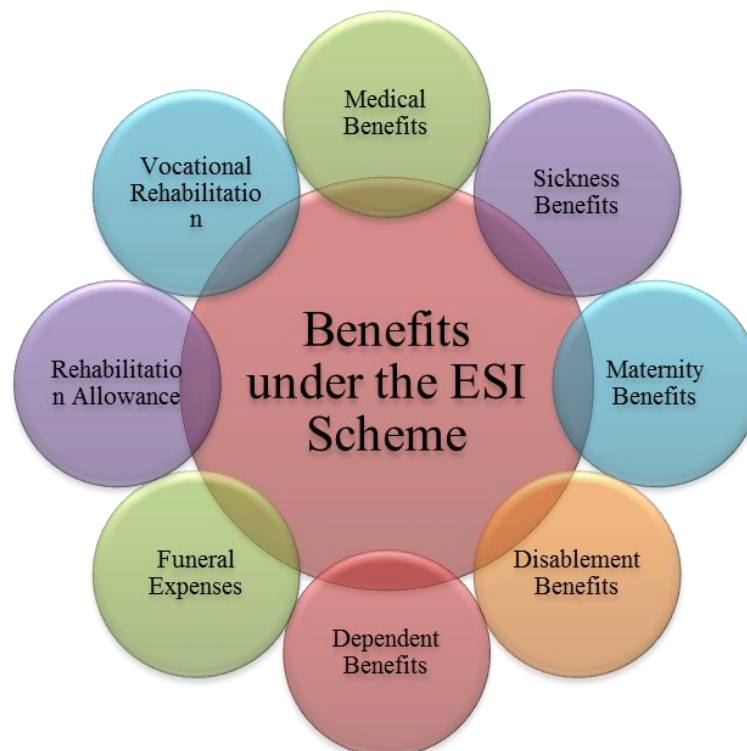 Medical
Benefits
Sickness
Benefits
Maternity
Benefits
Disablement
Benefits
Dependent
Benefits
Funeral
Expenses
Rehabilitatio
n Allowance
Vocational
Rehabilitatio
n
Benefits
under the ESI
Scheme